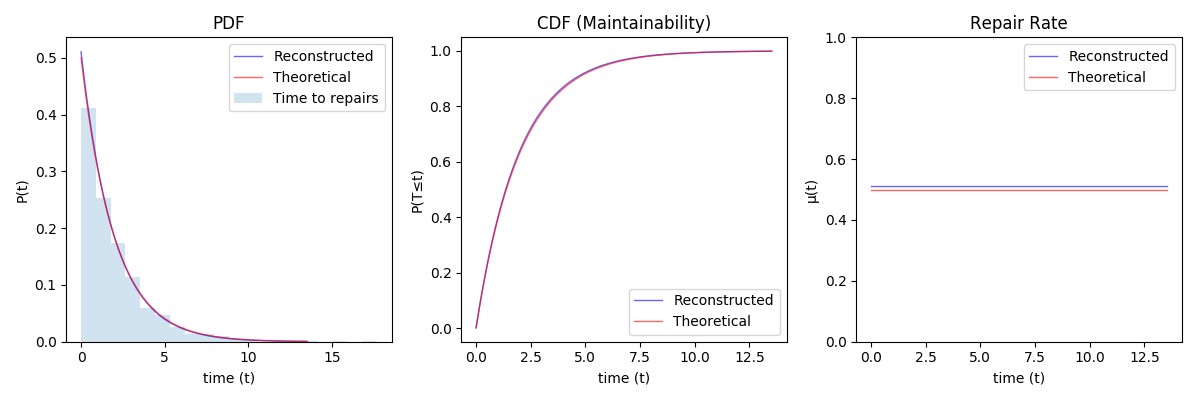 PDF
P(t)
0.5
0.4
0.3
0.2
0.1
0.0
0
5
10
15
time (t)
Reconstructed
Theoretical
Time to repairs
CDF (Maintainability)
P(T≤t)
1.0
0.8
0.6
0.4
0.2
0.0
0.0
2.5
5.0
7.5
10.0
12.5
time (t)
Reconstructed
Theoretical
Repair Rate
μ(t)
1.0
0.8
0.6
0.4
0.2
0.0
0.0
2.5
5.0
7.5
10.0
12.5
time (t)
Reconstructed
Theoretical